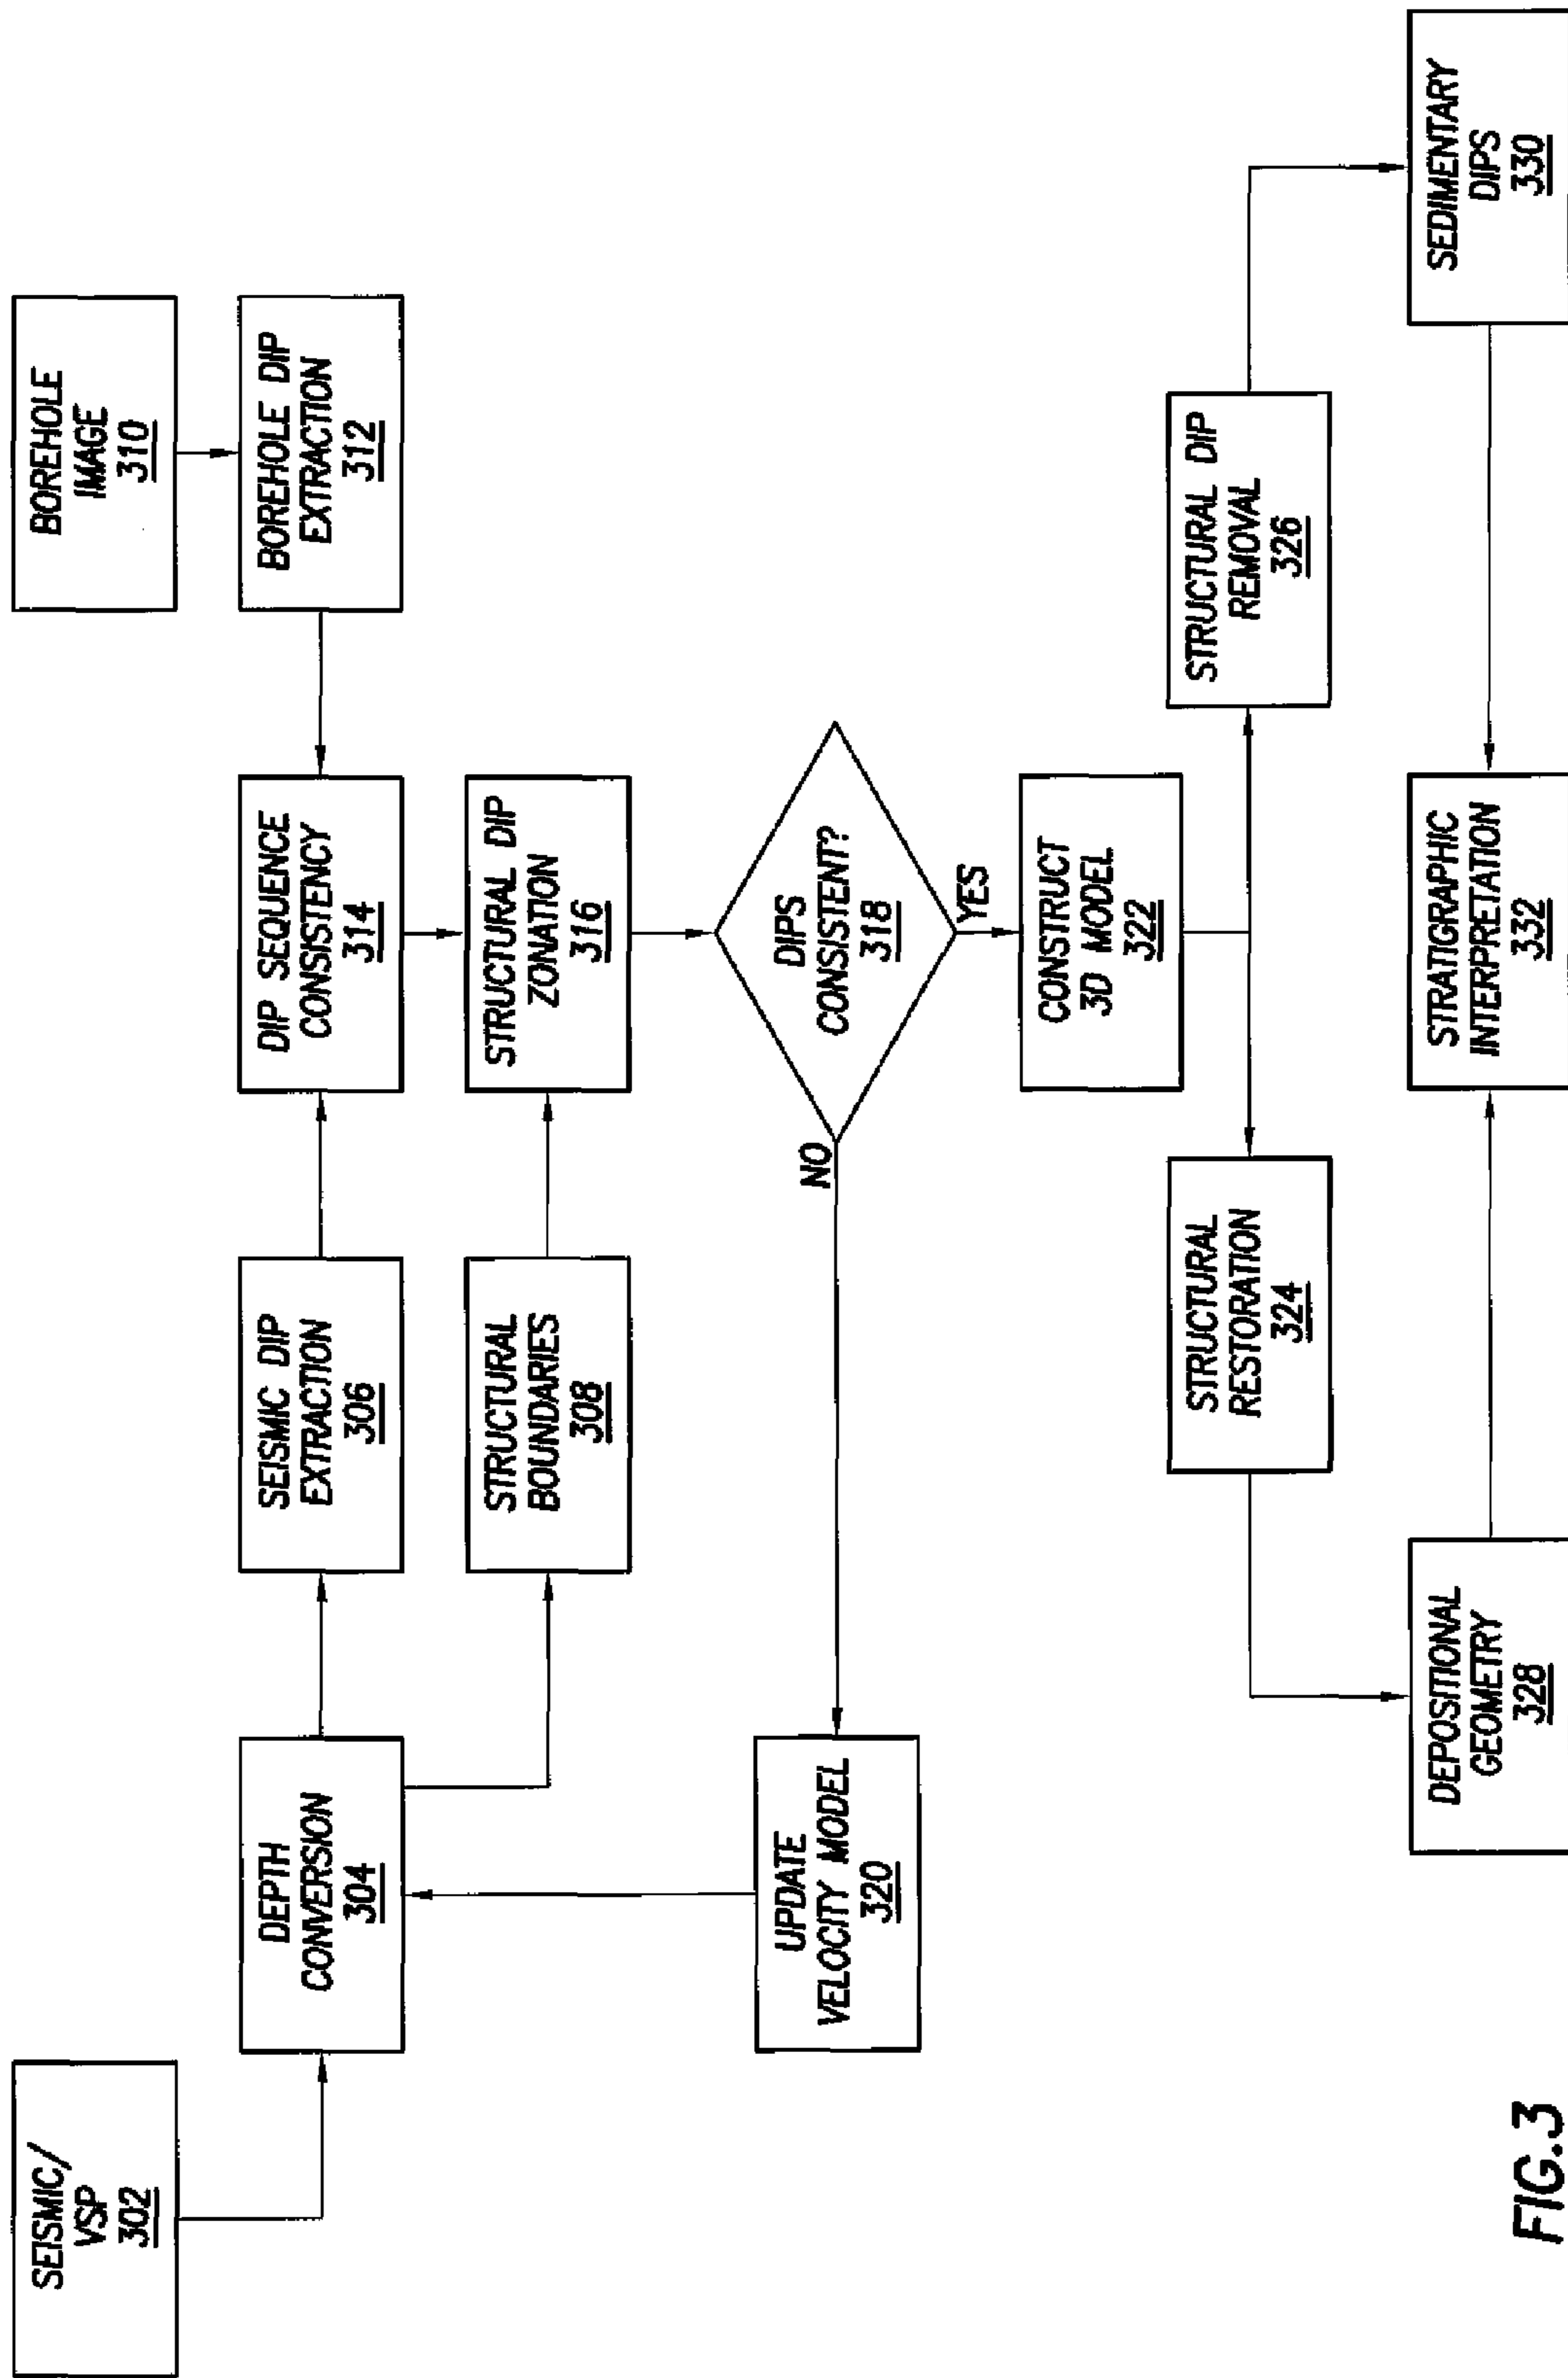 SEISMIC/
VSP
302
BOREHOLE
IMAGE
310
DEPTH
CONVERSION
304
SEISMIC DIP
EXTRACTION
306
DIP SEQUENCE
CONSISTENCY
314
BOREHOLE DIP
EXTRACTION
312
STRUCTURAL
BOUNDARIES
308
STRUCTURAL DIP
ZONATION
316
UPDATE
VELOCITY MODEL
320
NO
DIPS
CONSISTENT?
318
YES
CONSTRUCT
3D MODEL
322
STRUCTURAL
RESTORATION
324
STRUCTURAL DIP
REMOVAL
326
DEPOSITIONAL
GEOMETRY
328
STRATIGRAPHIC
INTERPRETATION
332
SEDIMENTARY
DIPS
330
FIG.3